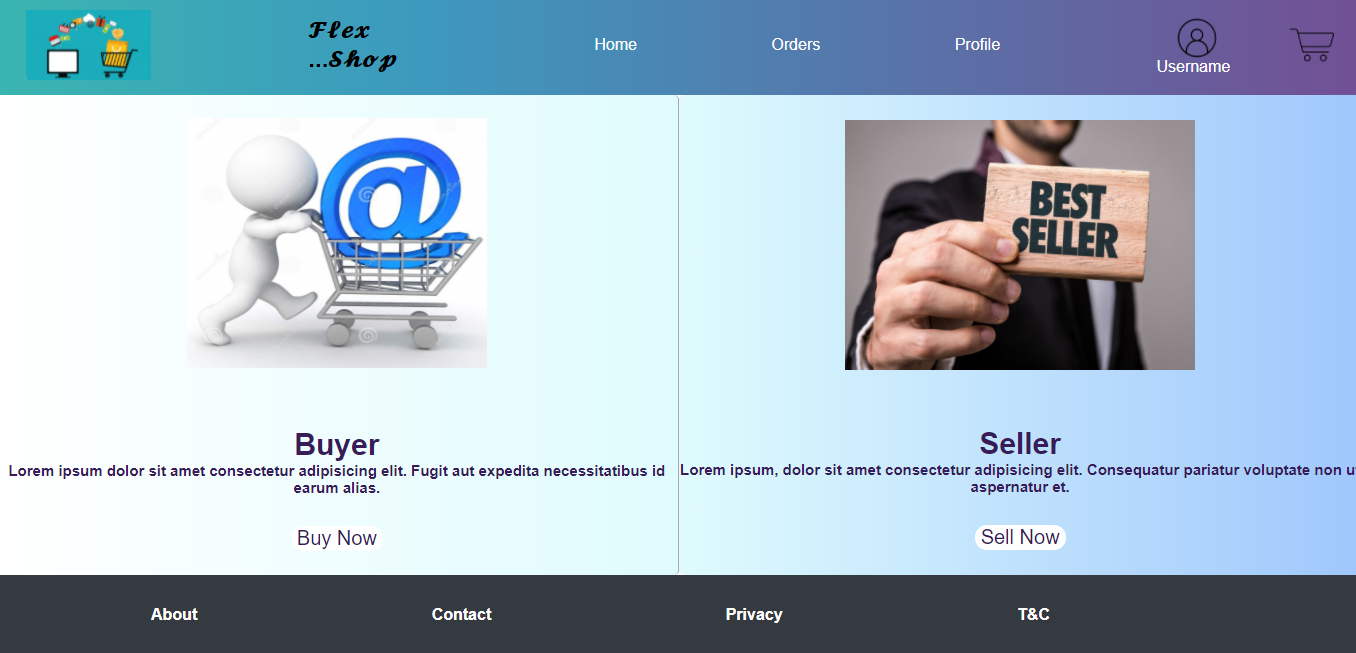 Flex
...Shop
Home
Orders
Profile
Username
@
BEST
SELLER
Buyer
Lorem ipsum dolor sit amet consectetur adipisicing elit. Fugit aut expedita necessitatibus id
earum alias.
Buy Now
Seller
Lorem ipsum, dolor sit amet consectetur adipisicing elit. Consequatur pariatur voluptate non
aspernatur et.
Sell Now
About
Contact
Privacy
T&C